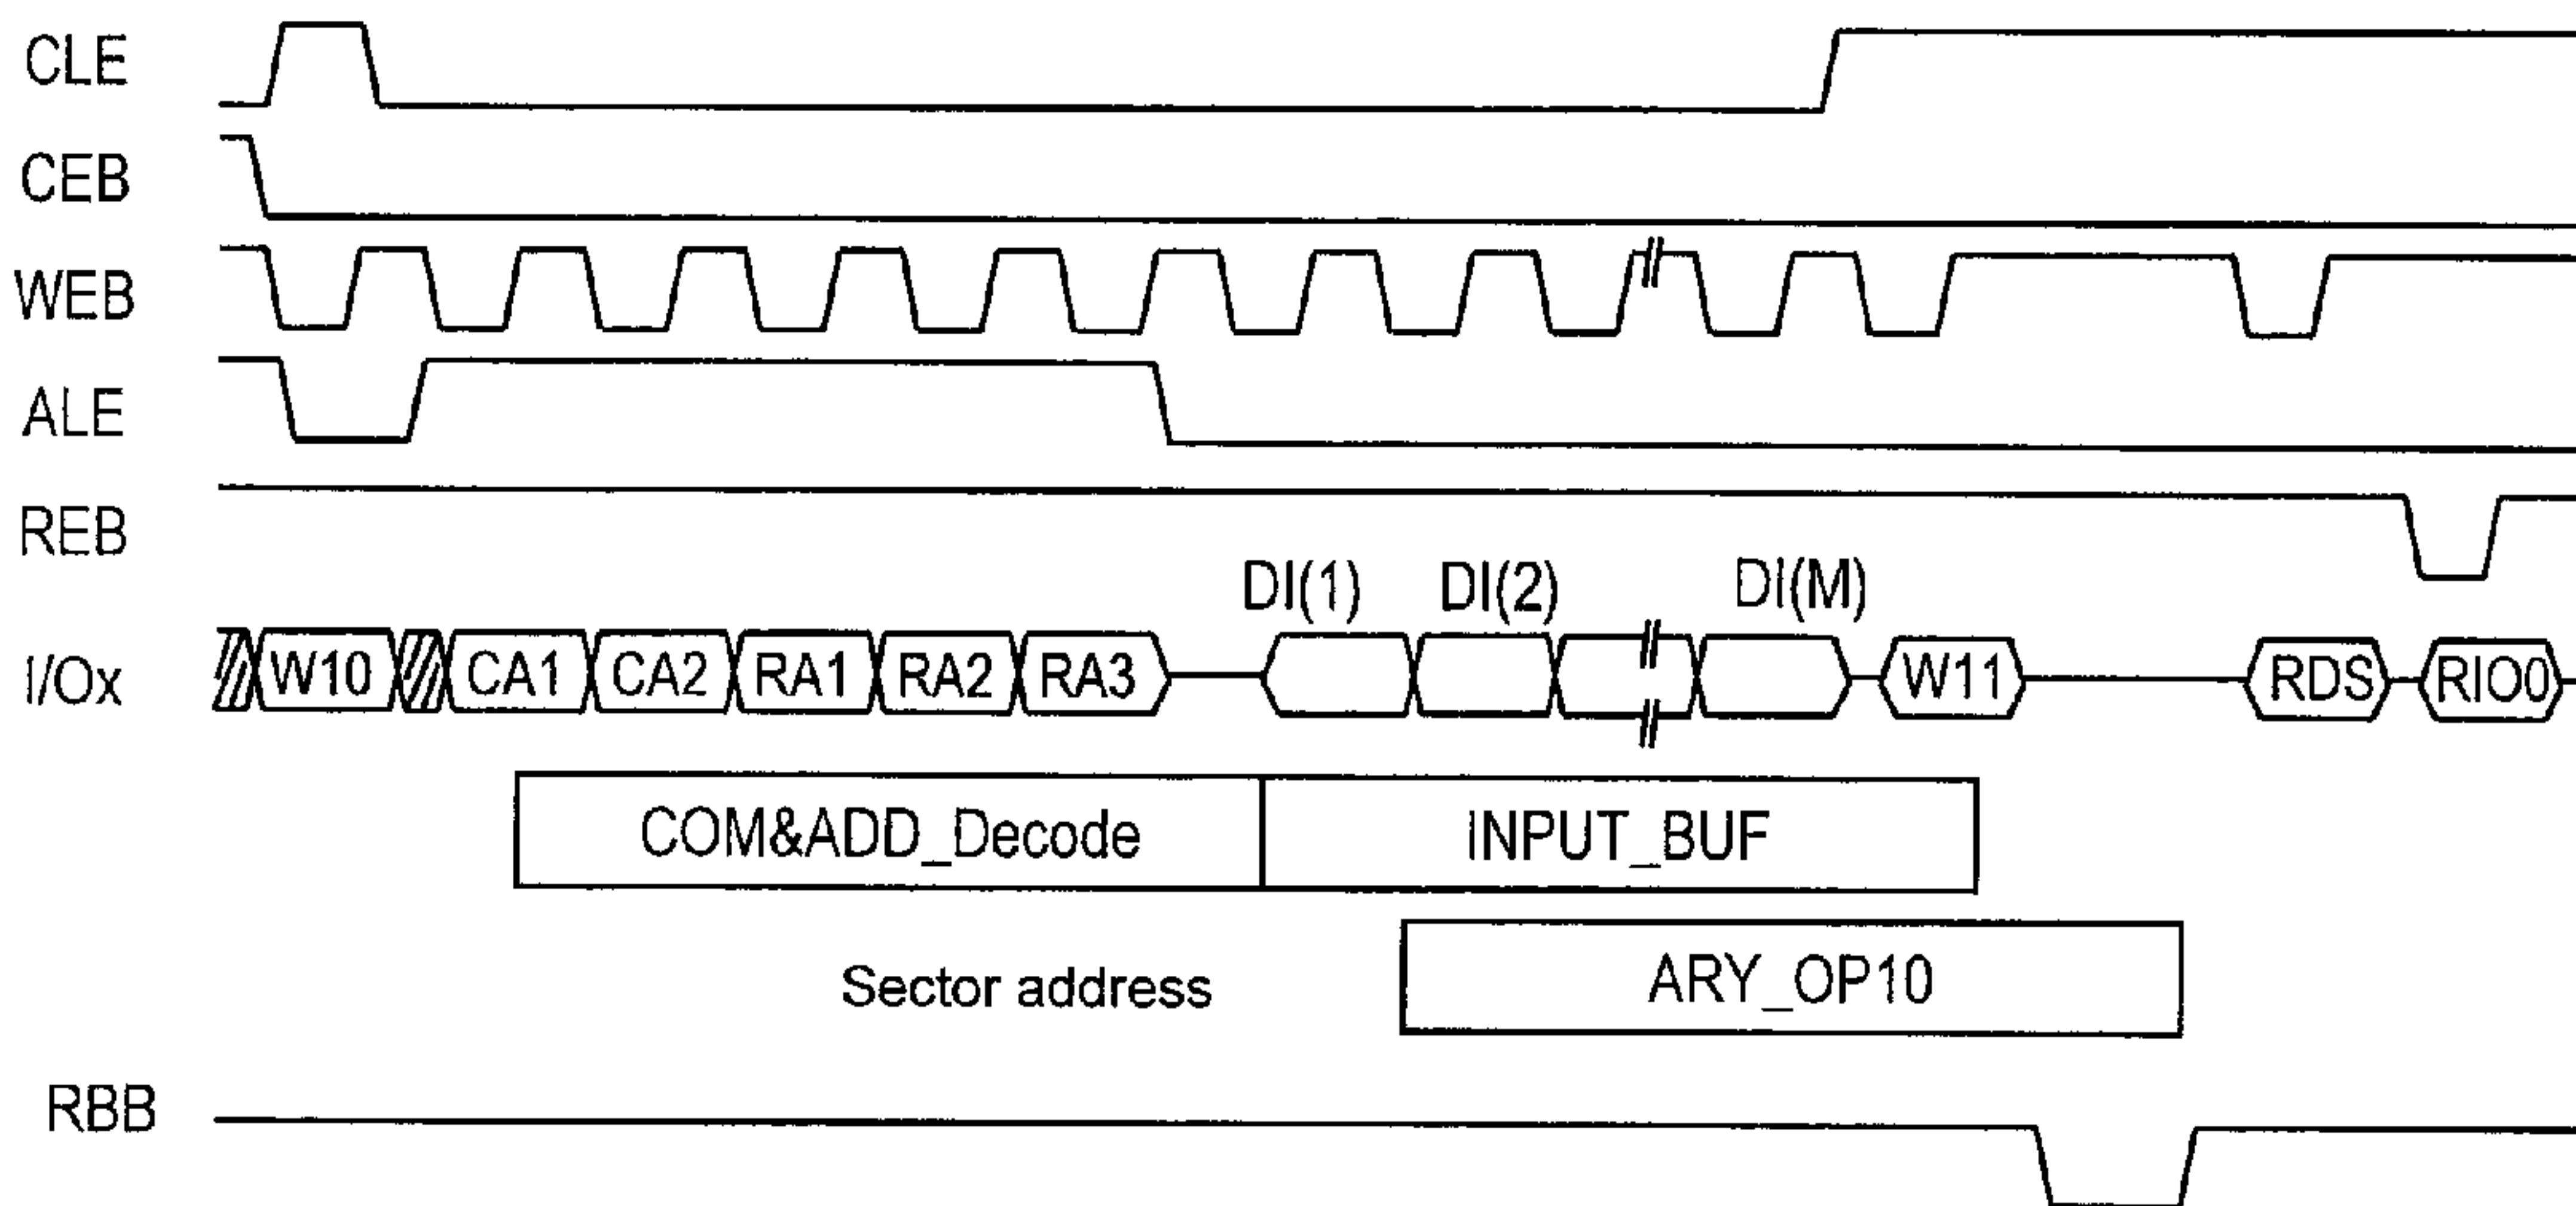 CLE
CEB
WEB
ALE
REB
DI(1) DI(2) DI(M)
I/Ox W10 CA1 CA2 RA1 RA2 RA3 W11 RDS RIO0
COM&ADD_Decode INPUT_BUF
Sector address ARY_OP10
RBB